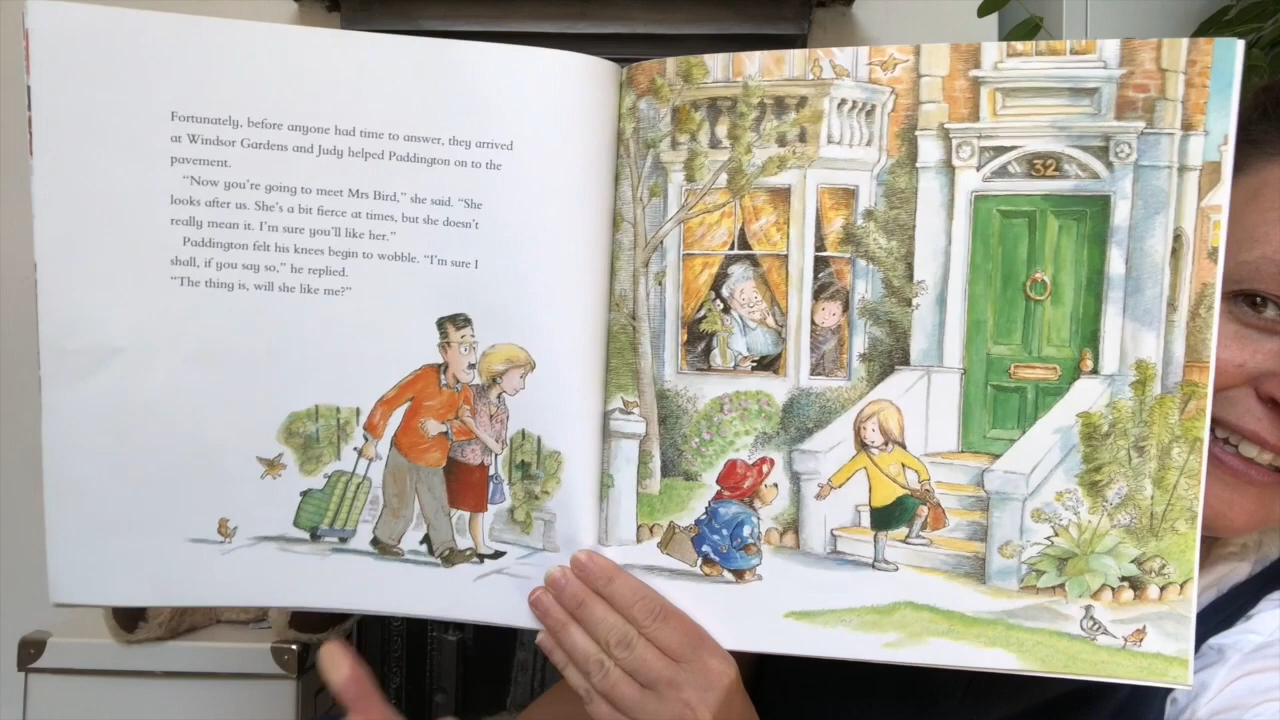 Fortunately, before anyone had time to answer, they arrived
at Windsor Gardens and Judy helped Paddington on to the
pavement.
“Now you’re going to meet Mrs Bird,” she said. “She
looks after us. She’s a bit fierce at times, but she doesn’t
really mean it. I’m sure you’ll like her.”
Paddington felt his knees begin to wobble. “I’m sure I
shall, if you say so,” he replied.
“The thing is, will she like me?”
32